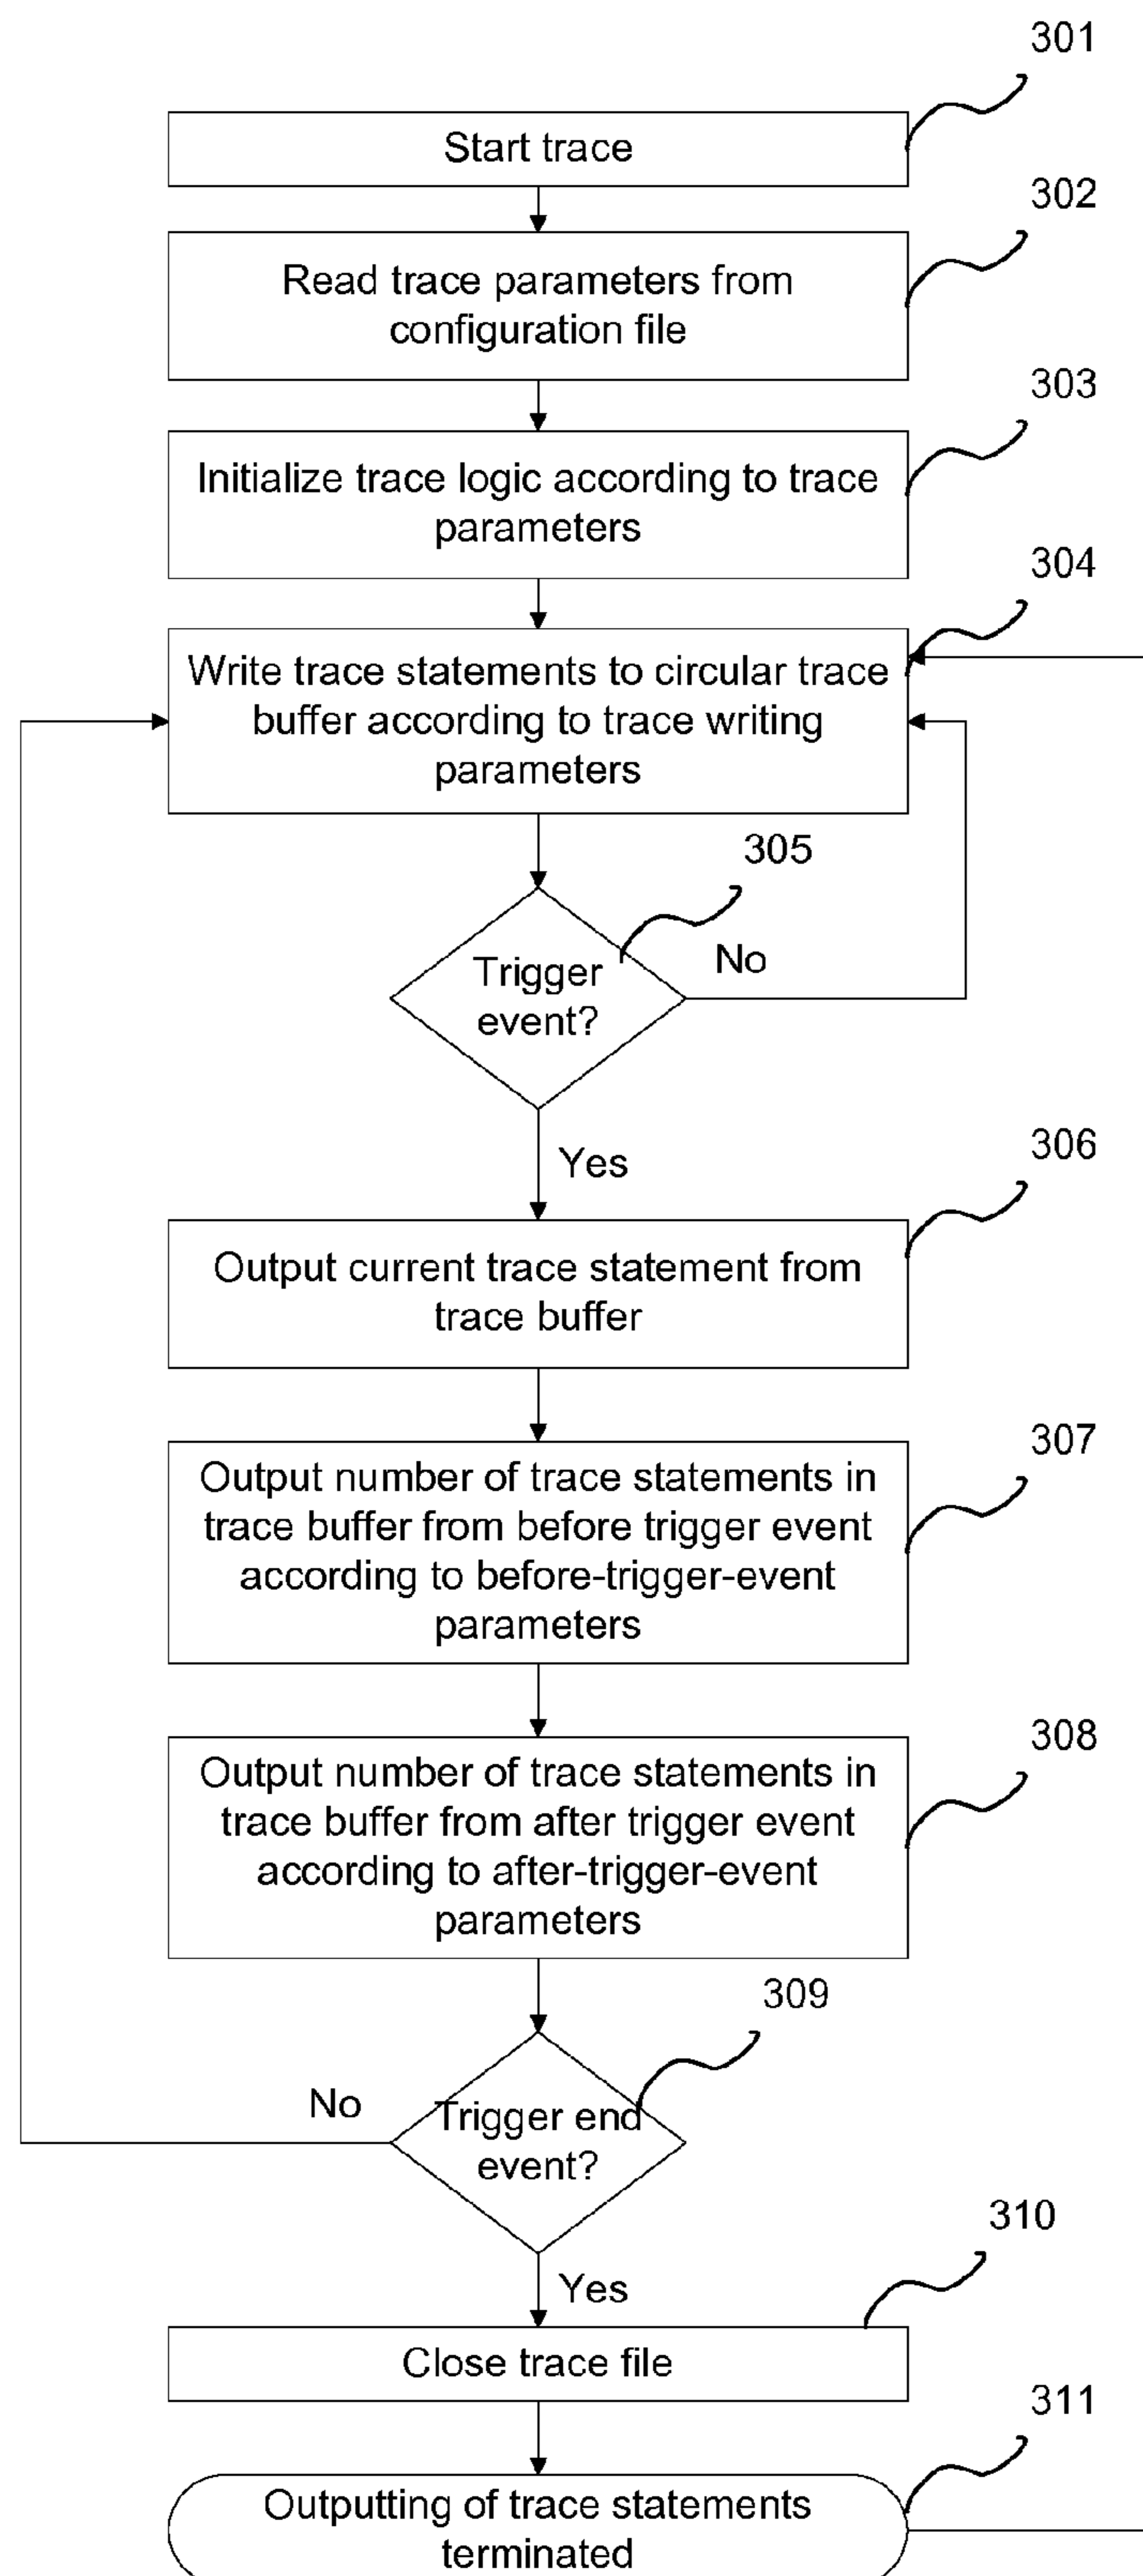 301
Start trace
302
Read trace parameters from
configuration file
303
Initialize trace logic according to trace
parameters
304
Write trace statements to circular trace
buffer according to trace writing
parameters
305
Trigger
event?
No
Yes
306
Output current trace statement from
trace buffer
307
Output number of trace statements in
trace buffer from before trigger event
according to before-trigger-event
parameters
308
Output number of trace statements in
trace buffer from after trigger event
according to after-trigger-event
parameters
309
No
Trigger end
event?
Yes
310
Close trace file
311
Outputting of trace statements
terminated